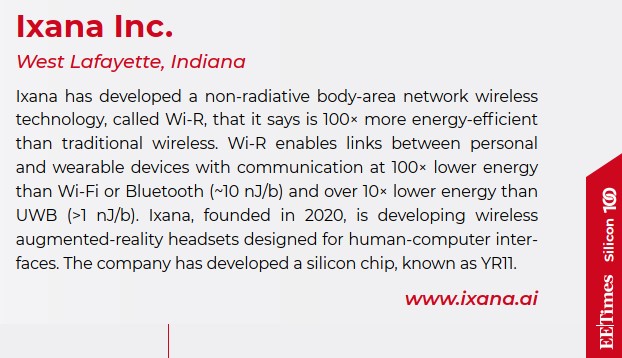 Ixana Inc.
West Lafayette, Indiana
Ixana has developed a non-radiative body-area network wireless
technology, called Wi-R, that it says is 100× more energy-efficient
than traditional wireless. Wi-R enables links between personal
and wearable devices with communication at 100× lower energy
than Wi-Fi or Bluetooth (~10 nJ/b) and over 10× lower energy than
UWB (>1 nJ/b). Ixana, founded in 2020, is developing wireless
augmented-reality headsets designed for human-computer inter-
faces. The company has developed a silicon chip, known as YR11.
www.ixana.ai
EE|Times Silicon 100